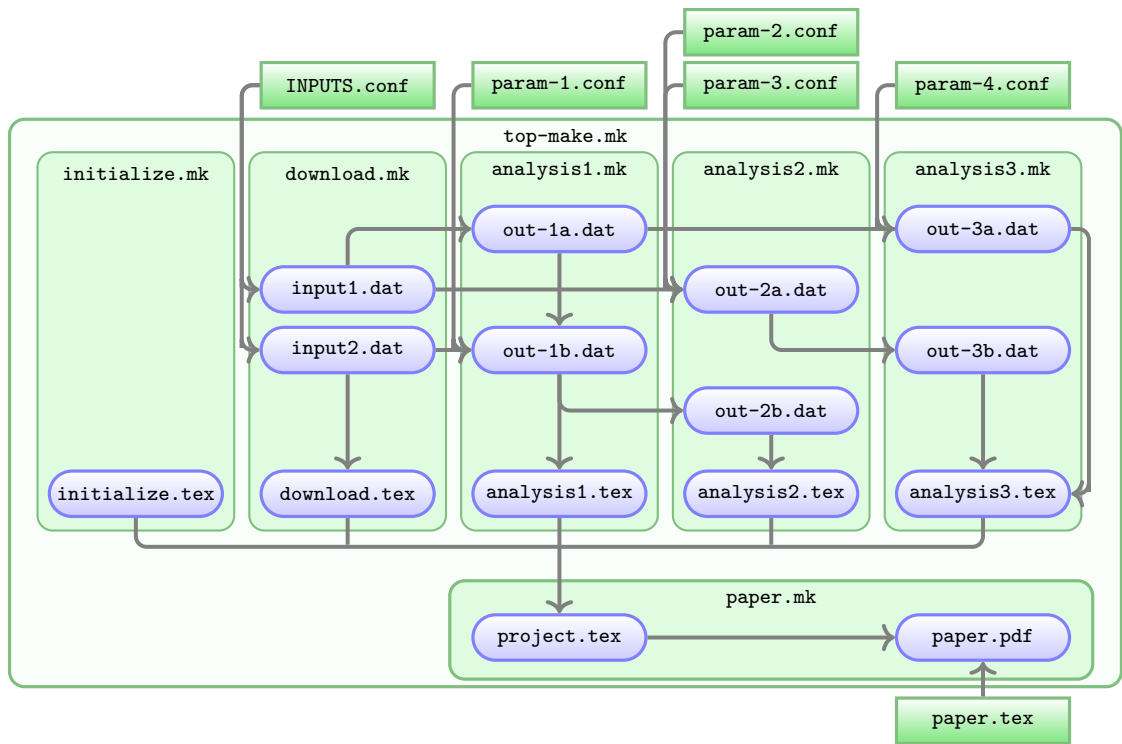 param-2.conf
INPUTS.conf
param-1.conf
param-3.conf
param-4.conf
top-make.mk
initialize.mk
download.mk
analysis1.mk
analysis2.mk
analysis3.mk
out-1a.dat
out-3a.dat
input1.dat
out-2a.dat
input2.dat
out-1b.dat
out-3b.dat
out-2b.dat
initialize.tex
download.tex
analysis1.tex
analysis2.tex
analysis3.tex
paper.mk
project.tex
paper.pdf
paper.tex